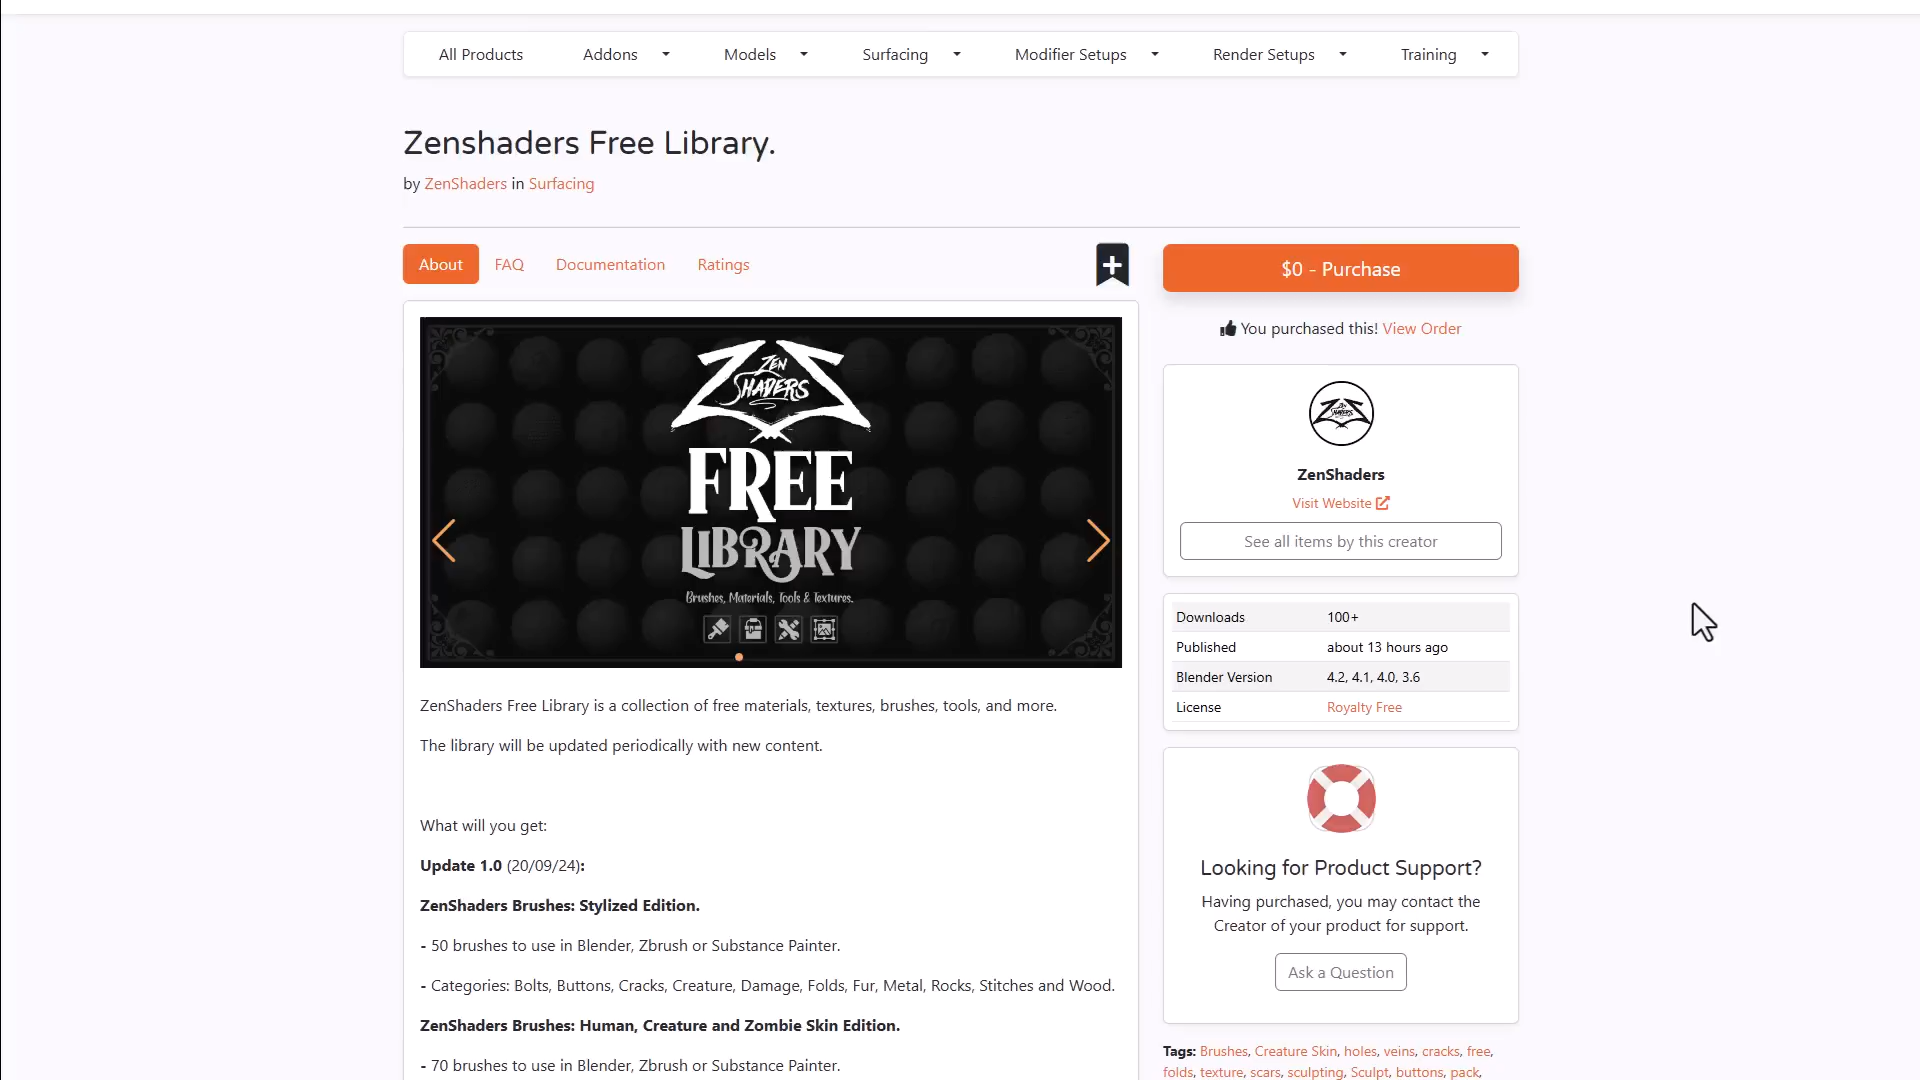 All Products Addons Models Surfacing Modifier Setups Render Setups Training
Zenshaders Free Library.
by ZenShaders in Surfacing
About FAQ Documentation Ratings
ZEN
SHADERS
FREE
LIBRARY
Brushes, Materials, Tools & Textures.
ZenShaders Free Library is a collection of free materials, textures, brushes, tools, and more.
The library will be updated periodically with new content.
What will you get:
Update 1.0 (20/09/24):
ZenShaders Brushes: Stylized Edition.
- 50 brushes to use in Blender, Zbrush or Substance Painter.
- Categories: Bolts, Buttons, Cracks, Creature, Damage, Folds, Fur, Metal, Rocks, Stitches and Wood.
ZenShaders Brushes: Human, Creature and Zombie Skin Edition.
- 70 brushes to use in Blender, Zbrush or Substance Painter.
$0 - Purchase
You purchased this! View Order
ZEN
SHADERS
ZenShaders
Visit Website
See all items by this creator
Downloads 100+
Published about 13 hours ago
Blender Version 4.2, 4.1, 4.0, 3.6
License Royalty Free
Looking for Product Support?
Having purchased, you may contact the
Creator of your product for support.
Ask a Question
Tags: Brushes, Creature Skin, holes, veins, cracks, free,
folds, texture, scars, sculpting, Sculpt, buttons, pack,